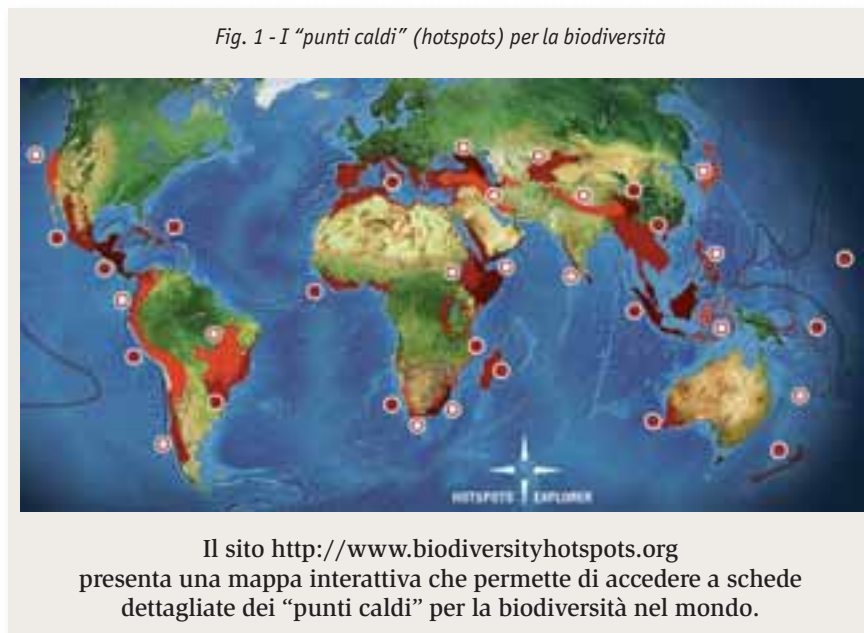 Fig. 1 - I “punti caldi” (hotspots) per la biodiversità
HOTSPOTS EXPLORER
Il sito http://www.biodiversityhotspots.org
presenta una mappa interattiva che permette di accedere a schede
dettagliate dei “punti caldi” per la biodiversità nel mondo.